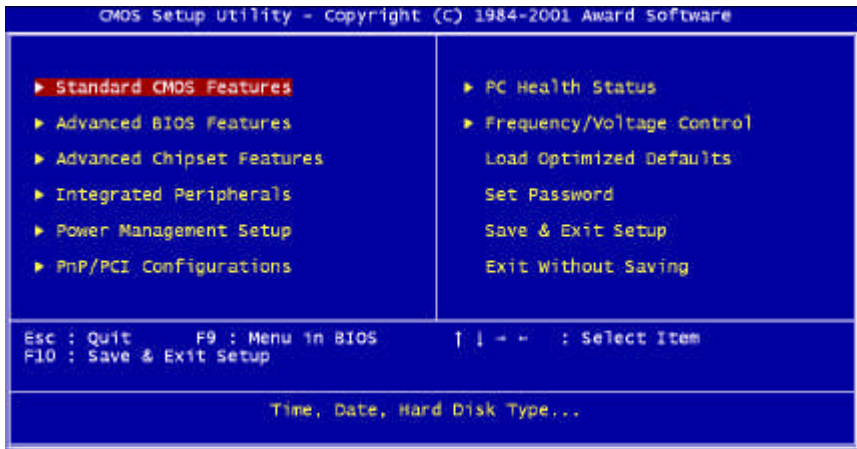 CMOS Setup Utility - Copyright (C) 1984-2001 Award Software
▶ Standard CMOS Features
▶ Advanced BIOS Features
▶ Advanced Chipset Features
▶ Integrated Peripherals
▶ Power Management Setup
▶ PnP/PCI Configurations
▶ PC Health Status
▶ Frequency/Voltage Control
Load Optimized Defaults
Set Password
Save & Exit Setup
Exit Without Saving
Esc : Quit F9 : Menu in BIOS ↑ ↓ → ← : Select Item
F10 : Save & Exit Setup
Time, Date, Hard Disk Type...